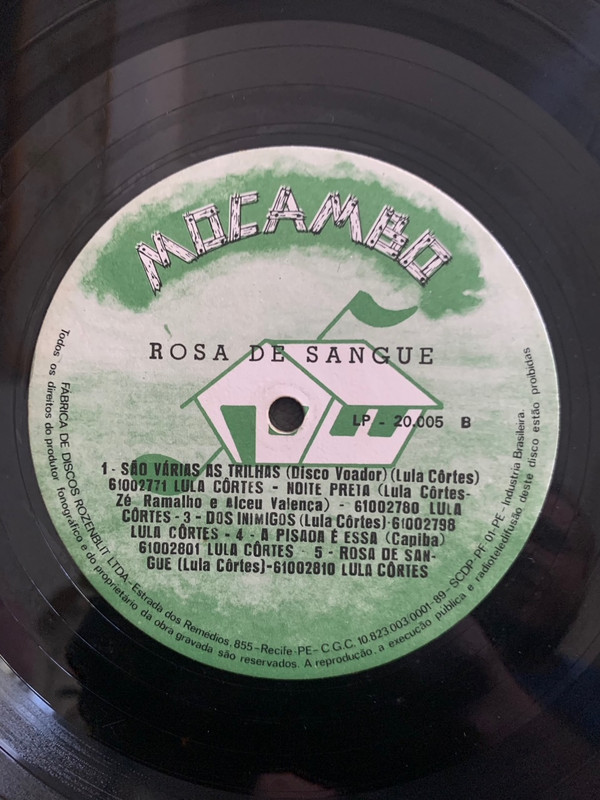 MOCAMBO
ROSA DE SANGUE
LP - 20.005 B
1 - SÃO VÁRIAS AS TRILHAS (Disco Voador) (Lula Côrtes)
61002771 LULA CÔRTES - NOITE PRETA (Lula Côrtes-
Zé Ramalho e Alceu Valença) - 61002780 LULA
CÔRTES - 3 - DOS INIMIGOS (Lula Côrtes)-61002798
LULA CÔRTES - 4 - A PISADA É ESSA (Capiba)
61002801 LULA CÔRTES - 5 - ROSA DE SAN-
GUE (Lula Côrtes)-61002810 LULA CÔRTES
FÁBRICA DE DISCOS ROZENBLIT LTDA-Estrada dos Remédios, 855-Recife-PE-C.G.C. 10.823.003/0001-89-SCDP-PF-01-PE-Industria Brasileira.
Todos os direitos do produtor fonográfico e do proprietário da obra gravada são reservados. A reprodução, a execução pública e radioteledifusão deste disco estão proibidas